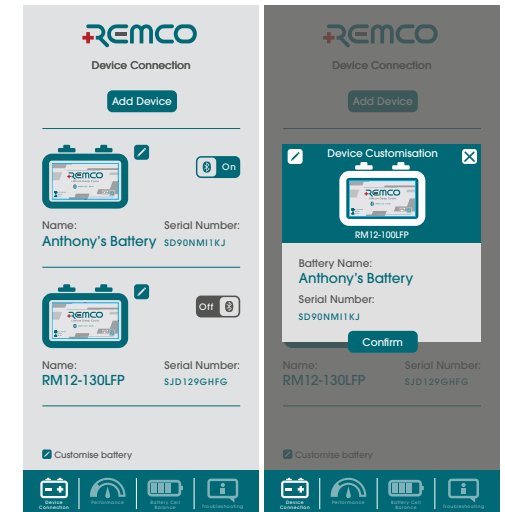 REMCO
Device Connection
Add Device
REMCO
On
Name:
Serial Number:
Anthony's Battery
SD90NMI1KJ
REMCO
Off
Name:
Serial Number:
RM12-130LFP
SJD129GHFG
Customise battery
Device Connection
Performance
Battery Cell Balance
Troubleshooting
REMCO
Device Connection
Add Device
Device Customisation
REMCO
RM12-100LFP
Battery Name:
Anthony's Battery
Serial Number:
SD90NMI1KJ
Confirm
Name:
Serial Number:
RM12-130LFP
SJD129GHFG
Customise battery
Device Connection
Performance
Battery Cell Balance
Troubleshooting